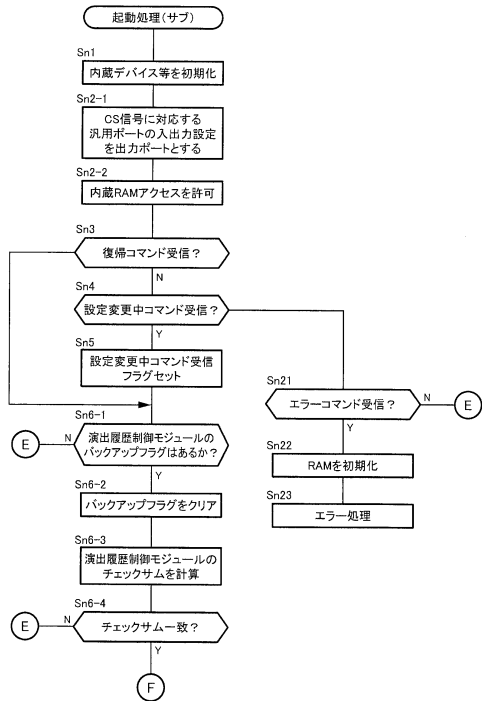 起動処理(サブ)
Sn1
内蔵デバイス等を初期化
Sn2-1
CS信号に対応する
汎用ポートの入出力設定
を出力ポートとする
Sn2-2
内蔵RAMアクセスを許可
Sn3
復帰コマンド受信？
N
Sn4
設定変更中コマンド受信？
Y
Sn5
設定変更中コマンド受信
フラグセット
Sn21
エラーコマンド受信？
N
E
Y
Sn22
RAMを初期化
Sn23
エラー処理
Sn6-1
演出履歴制御モジュールの
バックアップフラグはあるか？
N
E
Y
Sn6-2
バックアップフラグをクリア
Sn6-3
演出履歴制御モジュールの
チェックサムを計算
Sn6-4
チェックサム一致？
N
E
Y
F